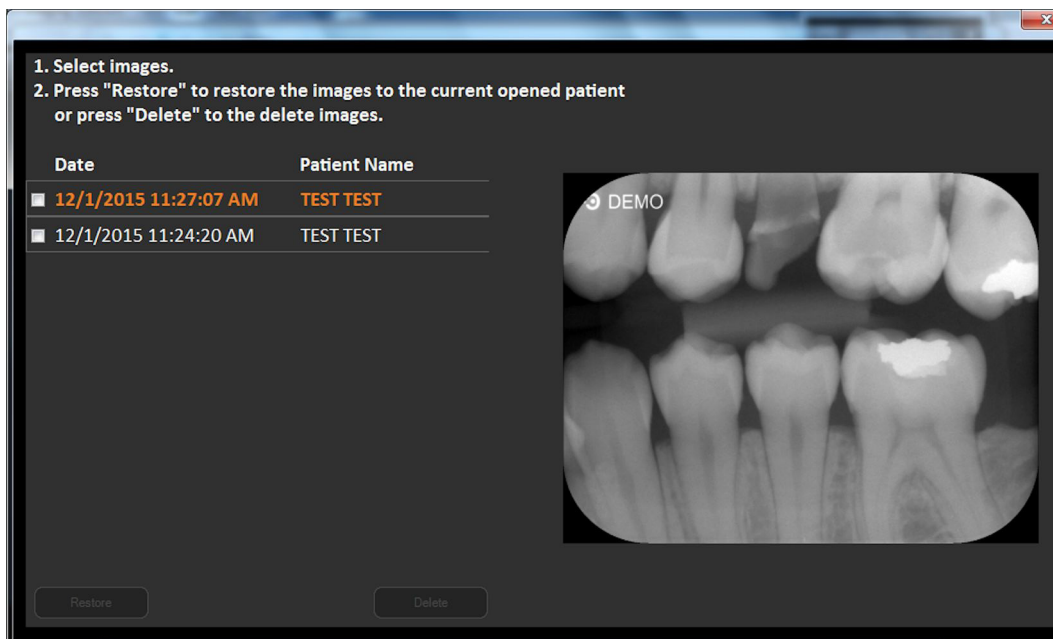 1. Select images.
2. Press "Restore" to restore the images to the current opened patient
or press "Delete" to the delete images.
Date Patient Name
12/1/2015 11:27:07 AM TEST TEST
12/1/2015 11:24:20 AM TEST TEST
DEMO
Restore Delete